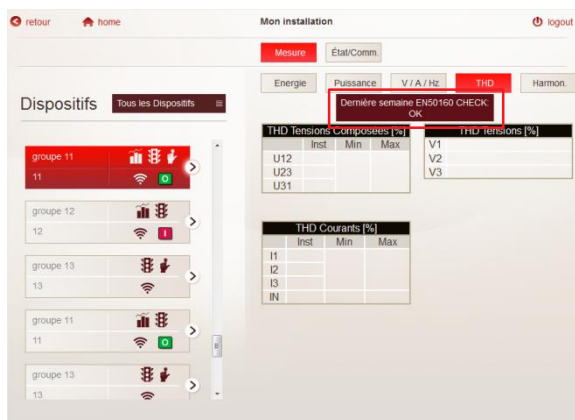 retour
home
Mon installation
logout
Mesure
État/Comm.
Energie
Puissance
V / A / Hz
THD
Harmon.
Dernière semaine EN50160 CHECK:
OK
Dispositifs
Tous les Dispositifs
groupe 11
11
O
groupe 12
12
I
groupe 13
13
groupe 11
11
O
groupe 13
13
THD Tensions Composées [%]
Inst Min Max
U12
U23
U31
THD Tensions [%]
V1
V2
V3
THD Courants [%]
Inst Min Max
I1
I2
I3
IN